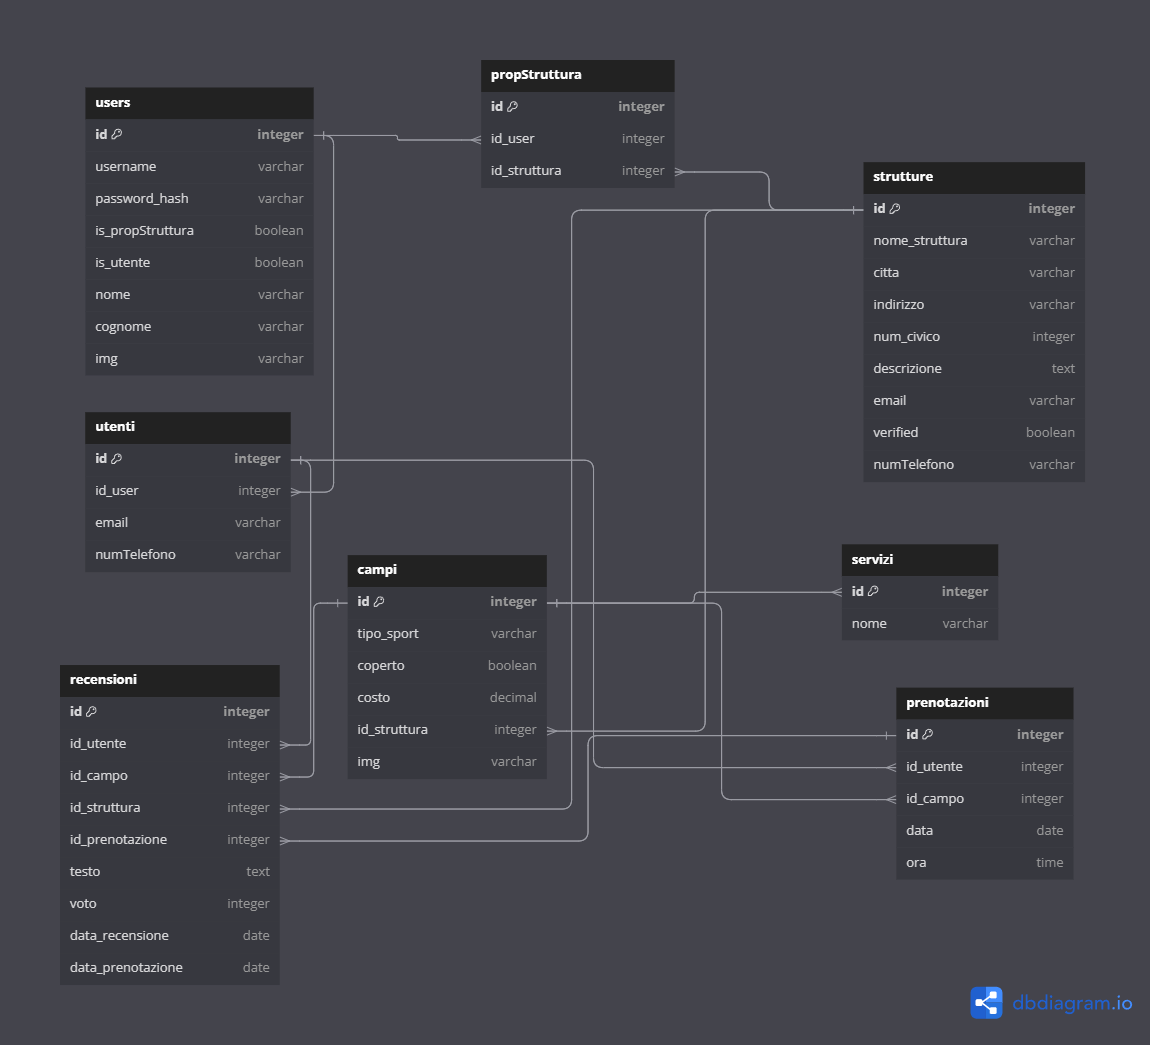 propStruttura
id integer
id_user integer
id_struttura integer
users
id integer
username varchar
password_hash varchar
is_propStruttura boolean
is_utente boolean
nome varchar
cognome varchar
img varchar
strutture
id integer
nome_struttura varchar
citta varchar
indirizzo varchar
num_civico integer
descrizione text
email varchar
verified boolean
numTelefono varchar
utenti
id integer
id_user integer
email varchar
numTelefono varchar
campi
id integer
tipo_sport varchar
coperto boolean
costo decimal
id_struttura integer
img varchar
servizi
id integer
nome varchar
recensioni
id integer
id_utente integer
id_campo integer
id_struttura integer
id_prenotazione integer
testo text
voto integer
data_recensione date
data_prenotazione date
prenotazioni
id integer
id_utente integer
id_campo integer
data date
ora time
dbdiagram.io